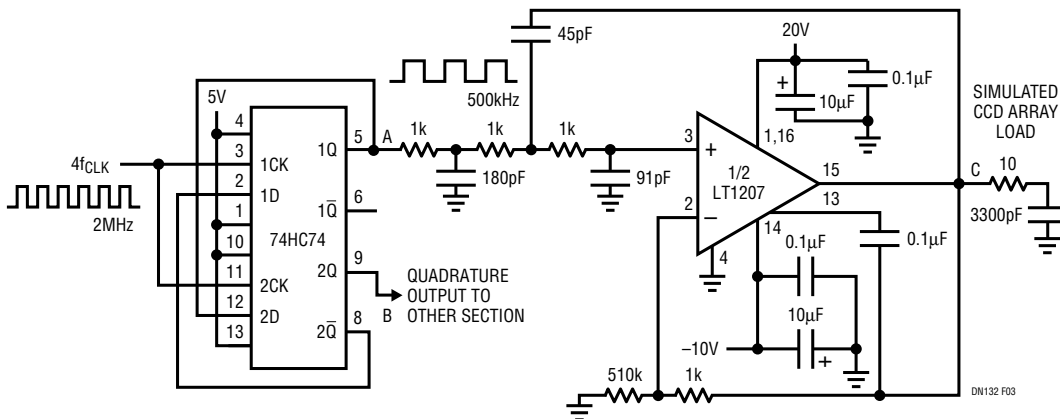 45pF
20V
+
10µF
0.1µF
SIMULATED
CCD ARRAY
LOAD
500kHz
5V
4
3
2
1
10
11
12
13
1CK
1D
74HC74
2CK
2D
1Q
1Q̅
2Q
2Q̅
5
6
9
8
4fCLK
2MHz
A
1k
1k
1k
180pF
91pF
3
2
+
–
1/2
LT1207
1,16
15
13
14
4
C
10
3300pF
0.1µF
0.1µF
10µF
+
–10V
QUADRATURE
OUTPUT TO
OTHER SECTION
B
510k
1k
DN132 F03